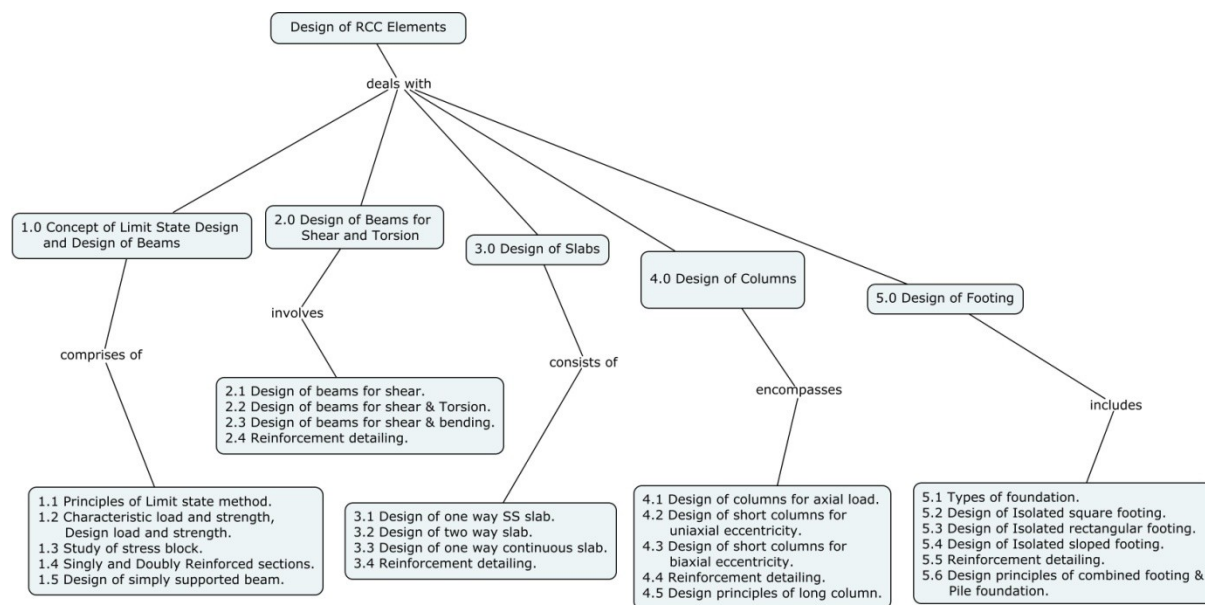 Design of RCC Elements
deals with
1.0 Concept of Limit State Design
and Design of Beams
2.0 Design of Beams for
Shear and Torsion
3.0 Design of Slabs
4.0 Design of Columns
5.0 Design of Footing
comprises of
involves
consists of
encompasses
includes
1.1 Principles of Limit state method.
1.2 Characteristic load and strength,
Design load and strength.
1.3 Study of stress block.
1.4 Singly and Doubly Reinforced sections.
1.5 Design of simply supported beam.
2.1 Design of beams for shear.
2.2 Design of beams for shear & Torsion.
2.3 Design of beams for shear & bending.
2.4 Reinforcement detailing.
3.1 Design of one way SS slab.
3.2 Design of two way slab.
3.3 Design of one way continuous slab.
3.4 Reinforcement detailing.
4.1 Design of columns for axial load.
4.2 Design of short columns for
uniaxial eccentricity.
4.3 Design of short columns for
biaxial eccentricity.
4.4 Reinforcement detailing.
4.5 Design principles of long column.
5.1 Types of foundation.
5.2 Design of Isolated square footing.
5.3 Design of Isolated rectangular footing.
5.4 Design of Isolated sloped footing.
5.5 Reinforcement detailing.
5.6 Design principles of combined footing &
Pile foundation.